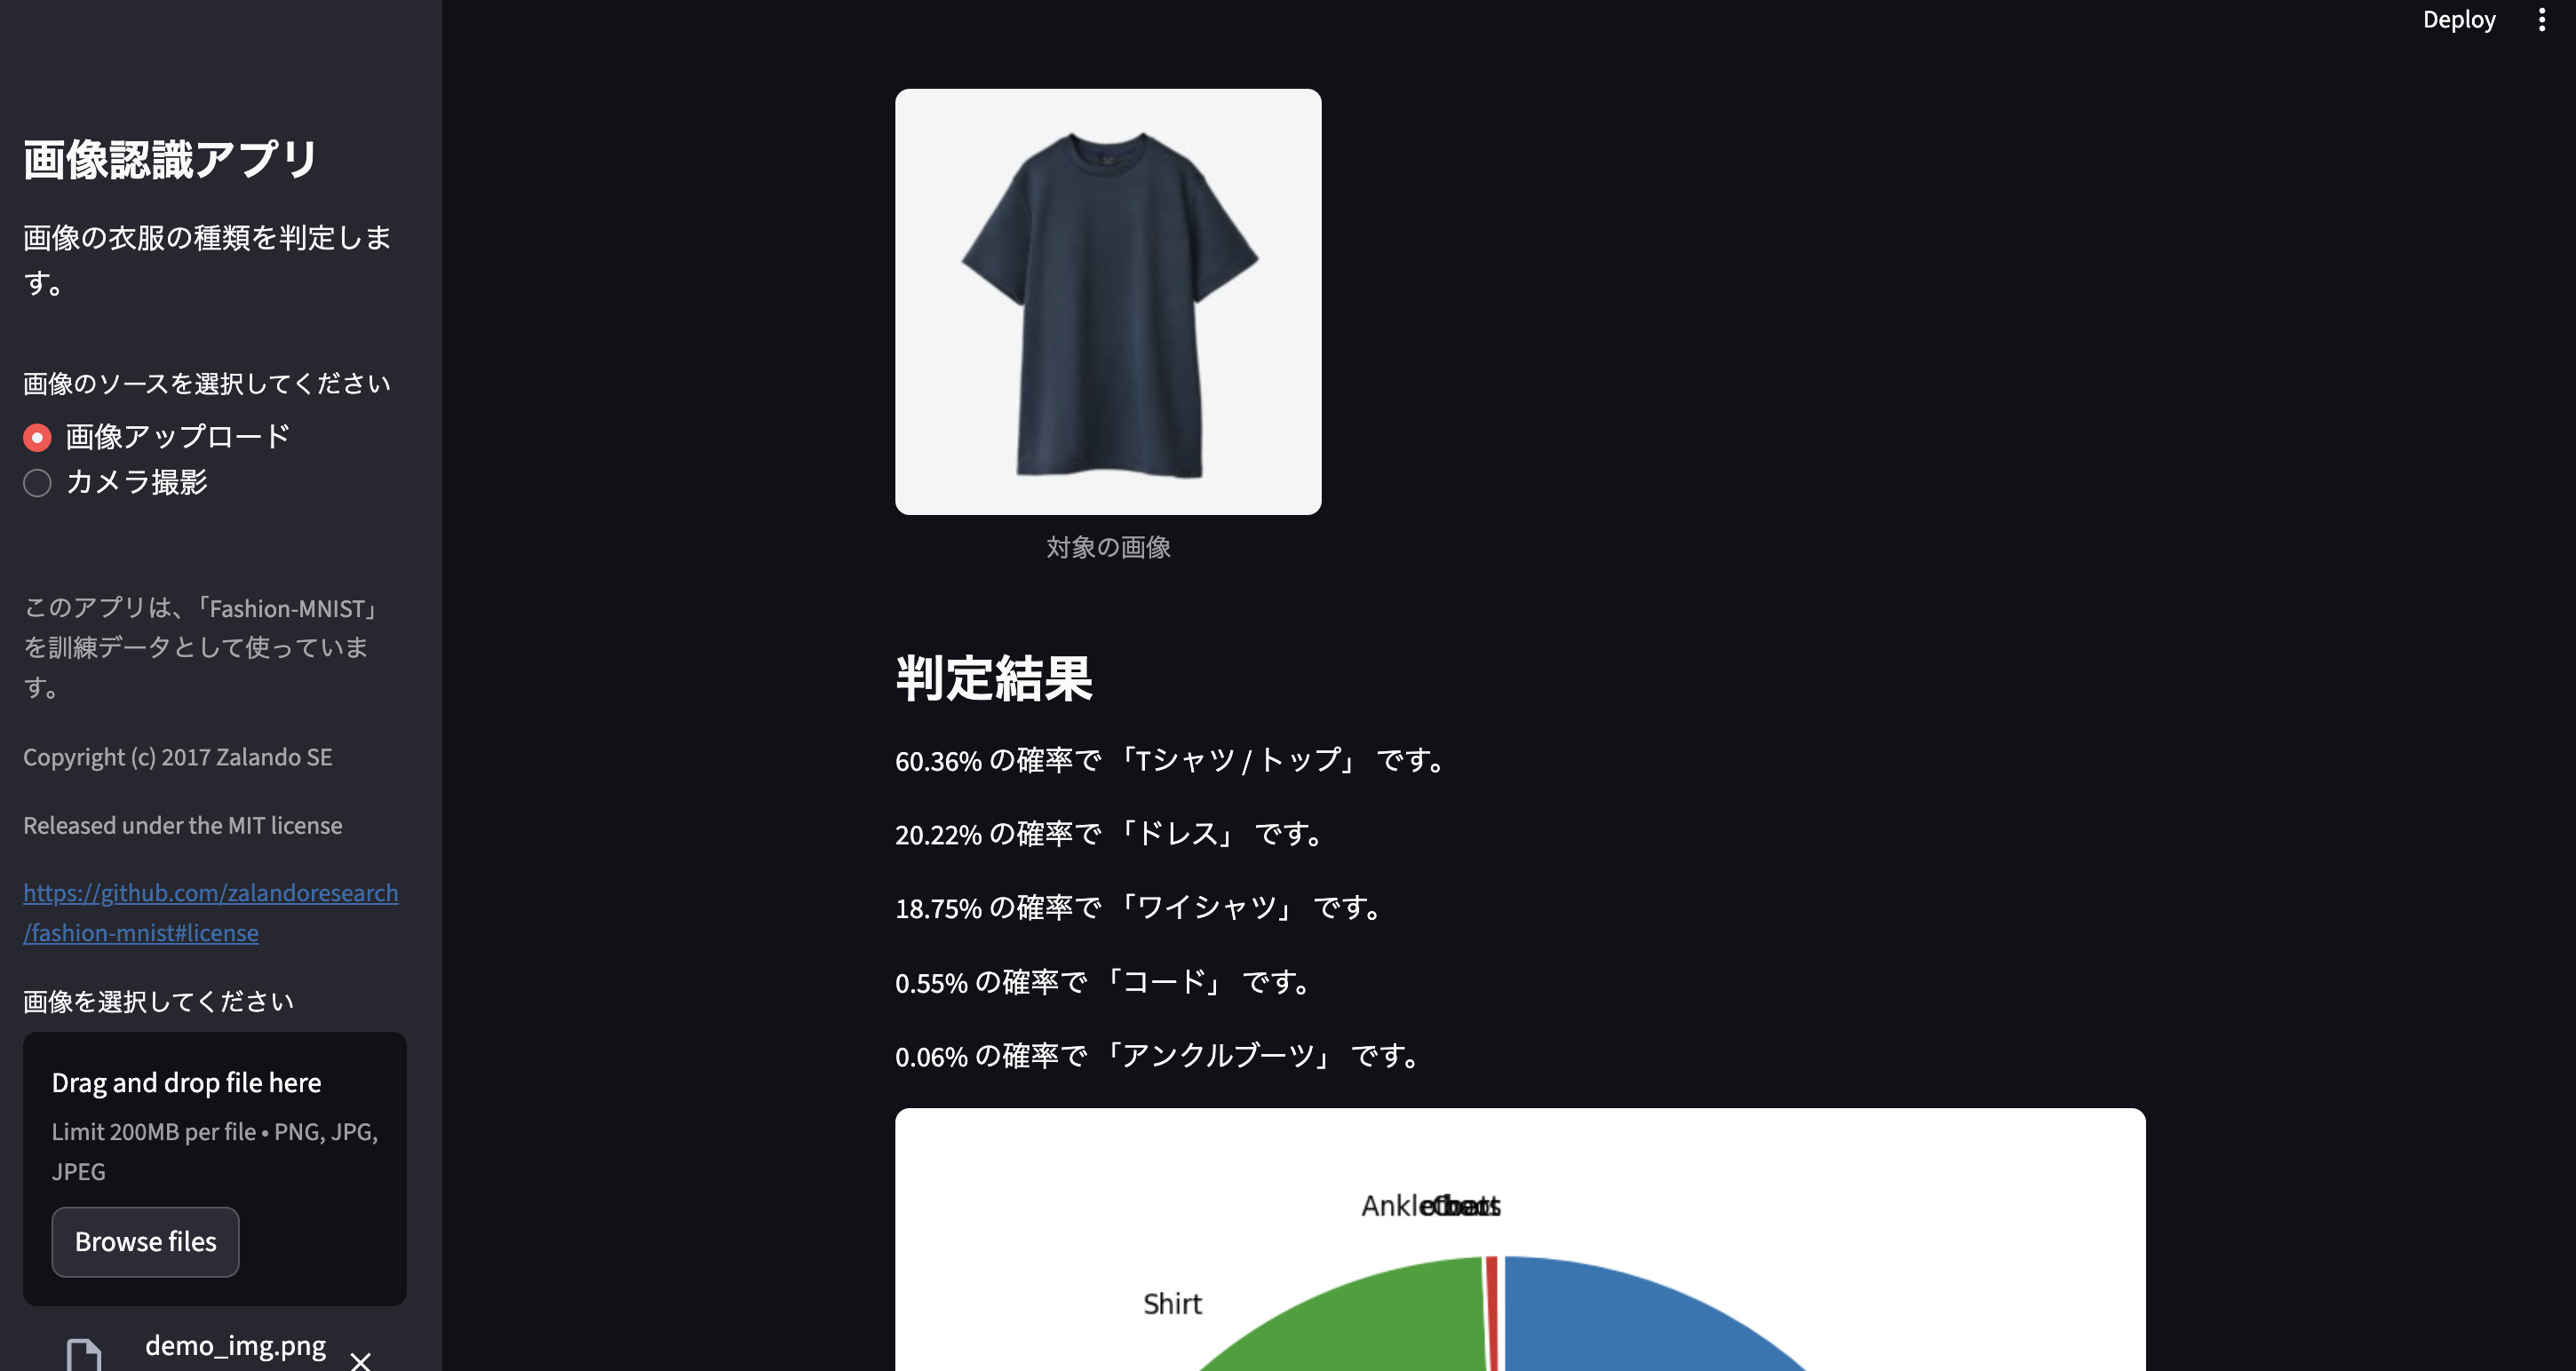 Deploy
画像認識アプリ
画像の衣服の種類を判定しま
す。
画像のソースを選択してください
画像アップロード
カメラ撮影
このアプリは、「Fashion-MNIST」
を訓練データとして使っていま
す。
Copyright (c) 2017 Zalando SE
Released under the MIT license
https://github.com/zalandoresearch
/fashion-mnist#license
画像を選択してください
Drag and drop file here
Limit 200MB per file • PNG, JPG,
JPEG
Browse files
demo_img.png
対象の画像
判定結果
60.36% の確率で 「Tシャツ / トップ」 です。
20.22% の確率で 「ドレス」 です。
18.75% の確率で 「ワイシャツ」 です。
0.55% の確率で 「コード」 です。
0.06% の確率で 「アンクルブーツ」 です。
Shirt